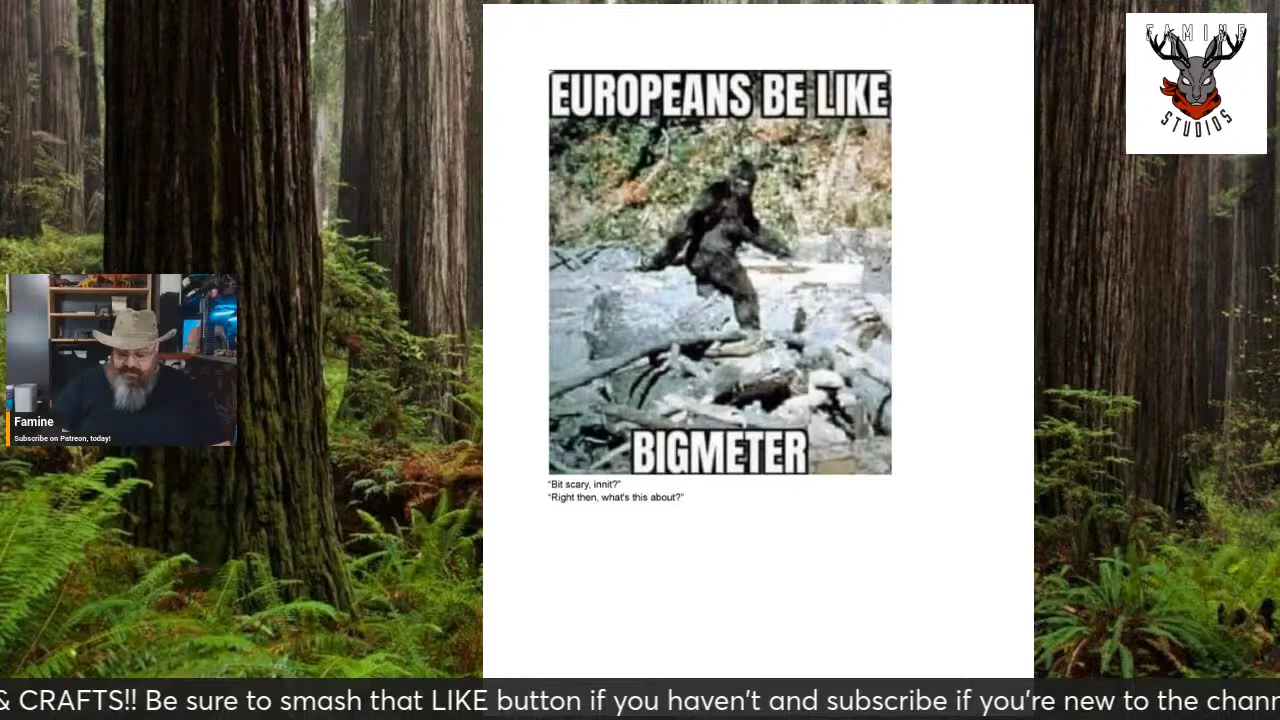 FAMINE
STUDIOS
EUROPEANS BE LIKE
BIGMETER
“Bit scary, innit?”
“Right then, what's this about?”
Famine
Subscribe on Patreon, today!
& CRAFTS!! Be sure to smash that LIKE button if you haven't and subscribe if you're new to the chann